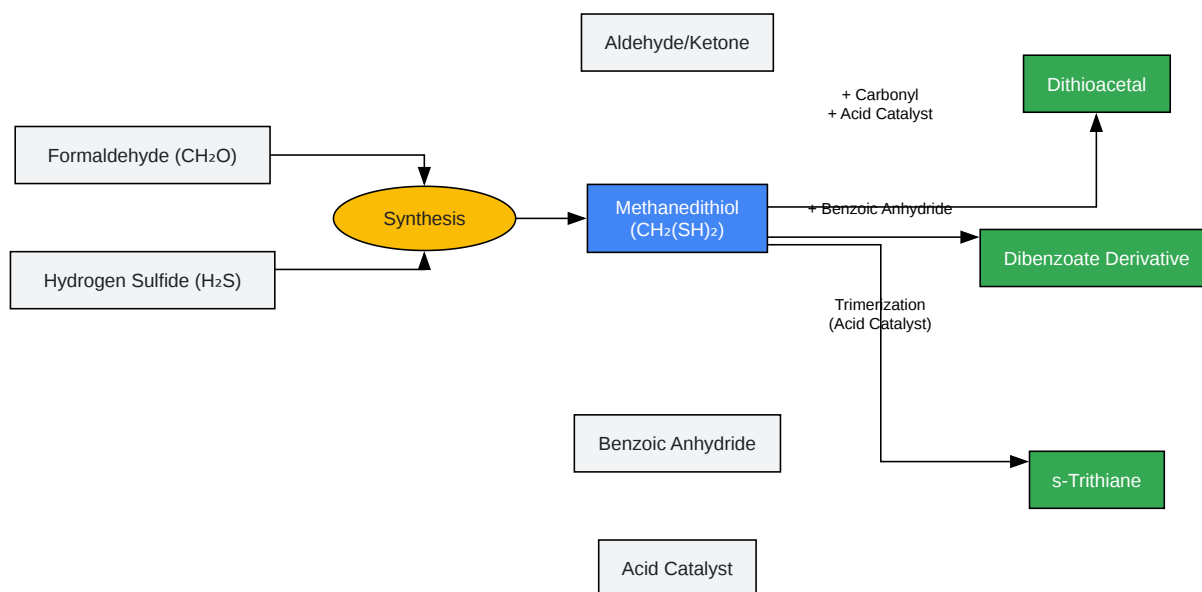 Aldehyde/Ketone
Dithioacetal
+ Carbonyl
+ Acid Catalyst
Formaldehyde (CH₂O)
Synthesis
Methanedithiol
(CH₂(SH)₂)
+ Benzoic Anhydride
Hydrogen Sulfide (H₂S)
Dibenzoate Derivative
Trimerization
(Acid Catalyst)
Benzoic Anhydride
s-Trithiane
Acid Catalyst